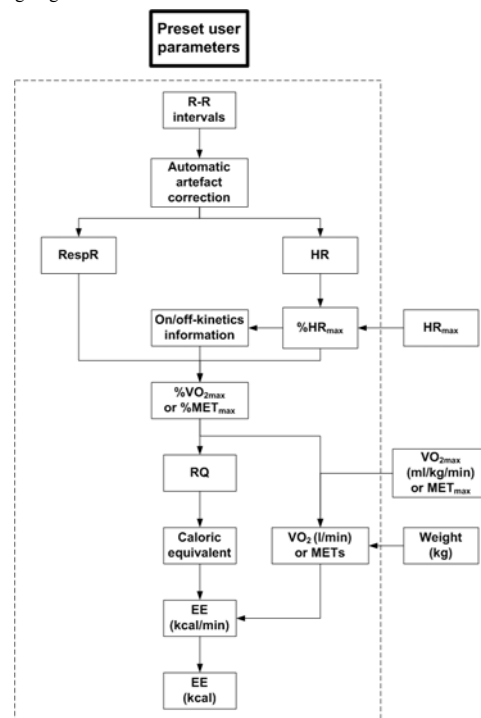 Preset user
parameters
R-R
intervals
Automatic
artefact
correction
RespR
HR
On/off-kinetics
information
%HRmax
HRmax
%VO2max
or %METmax
RQ
VO2max
(ml/kg/min)
or METmax
Caloric
equivalent
VO2 (l/min)
or METs
Weight
(kg)
EE
(kcal/min)
EE
(kcal)